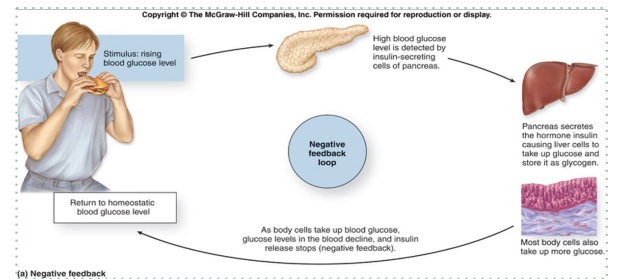 Copyright © The McGraw-Hill Companies, Inc. Permission required for reproduction or display.
Stimulus: rising
blood glucose level
High blood glucose
level is detected by
insulin-secreting
cells of pancreas.
Pancreas secretes
the hormone insulin
causing liver cells to
take up glucose and
store it as glycogen.
Negative
feedback
loop
Most body cells also
take up more glucose.
As body cells take up blood glucose,
glucose levels in the blood decline, and insulin
release stops (negative feedback).
Return to homeostatic
blood glucose level
(a) Negative feedback